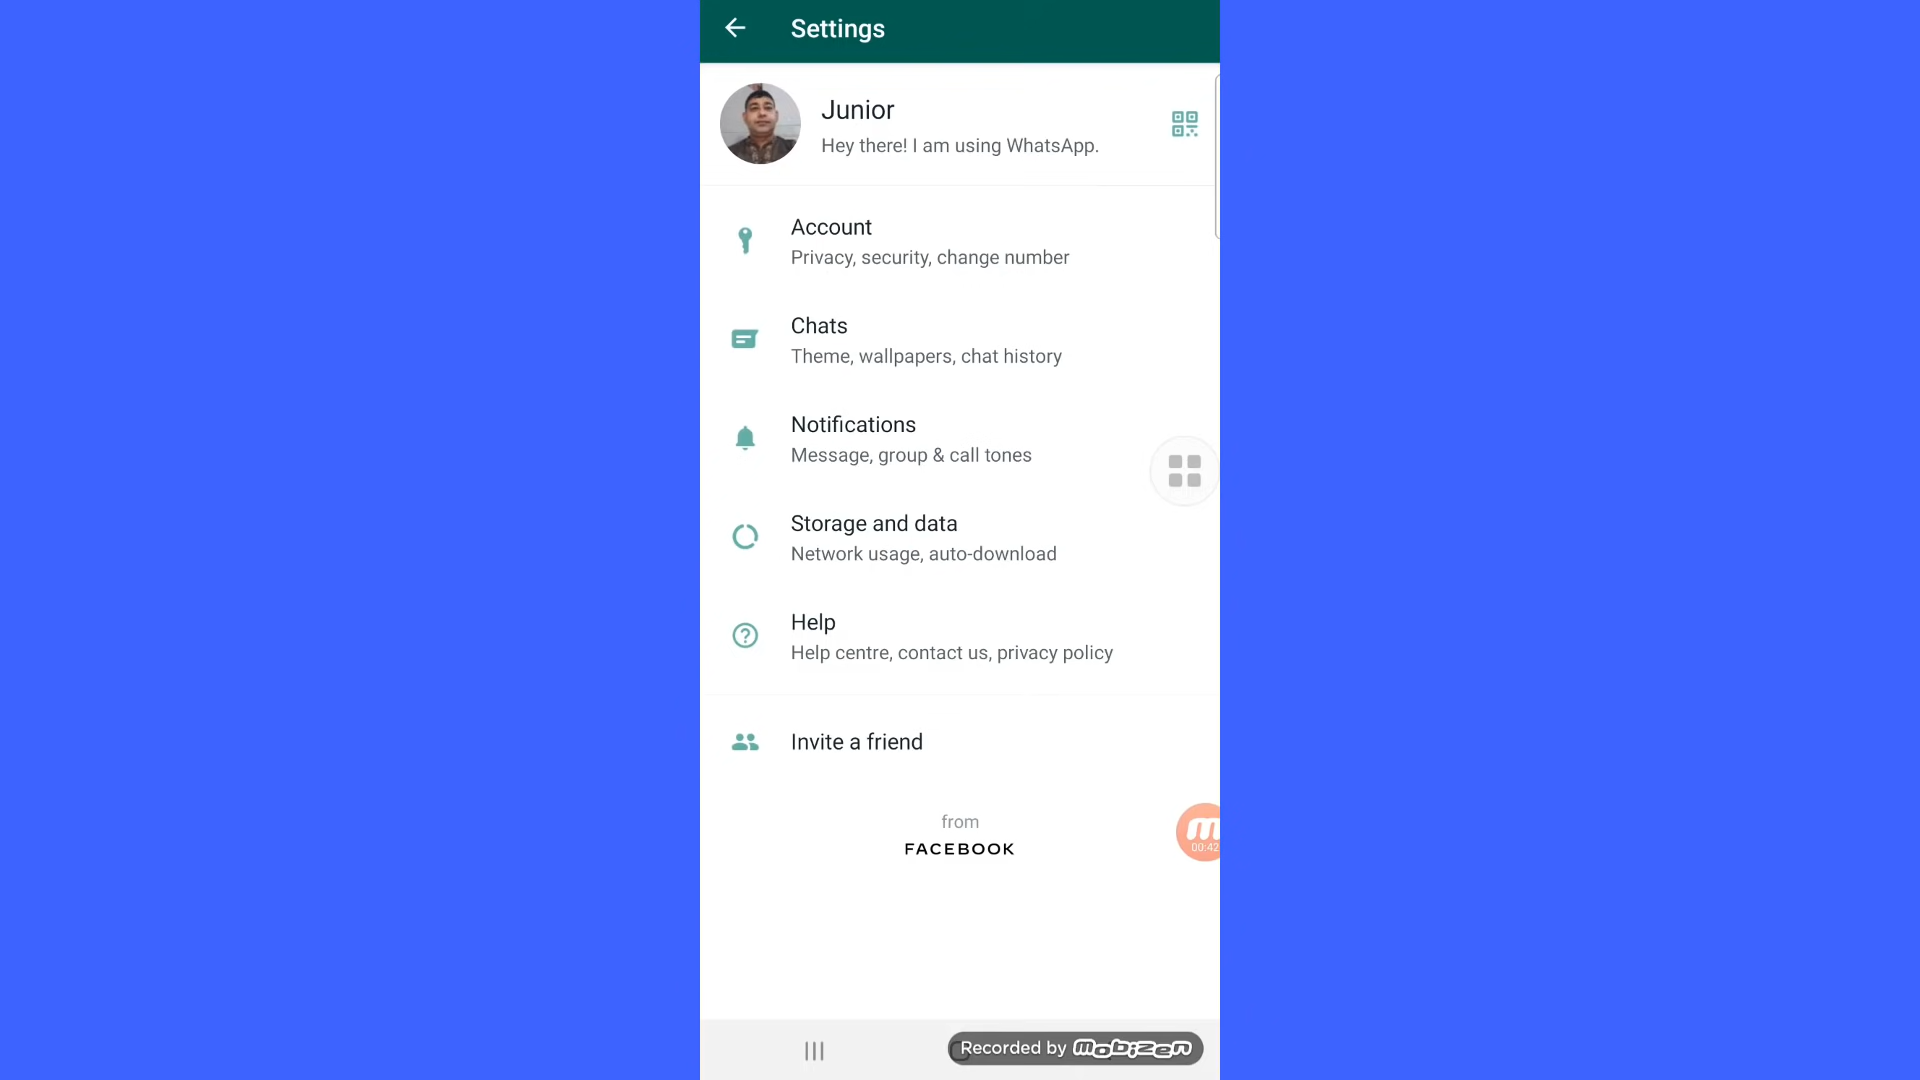 Settings
Junior
Hey there! I am using WhatsApp.
Account
Privacy, security, change number
Chats
Theme, wallpapers, chat history
Notifications
Message, group & call tones
Storage and data
Network usage, auto-download
Help
Help centre, contact us, privacy policy
Invite a friend
from
FACEBOOK
m
00:42
Recorded by mobizen